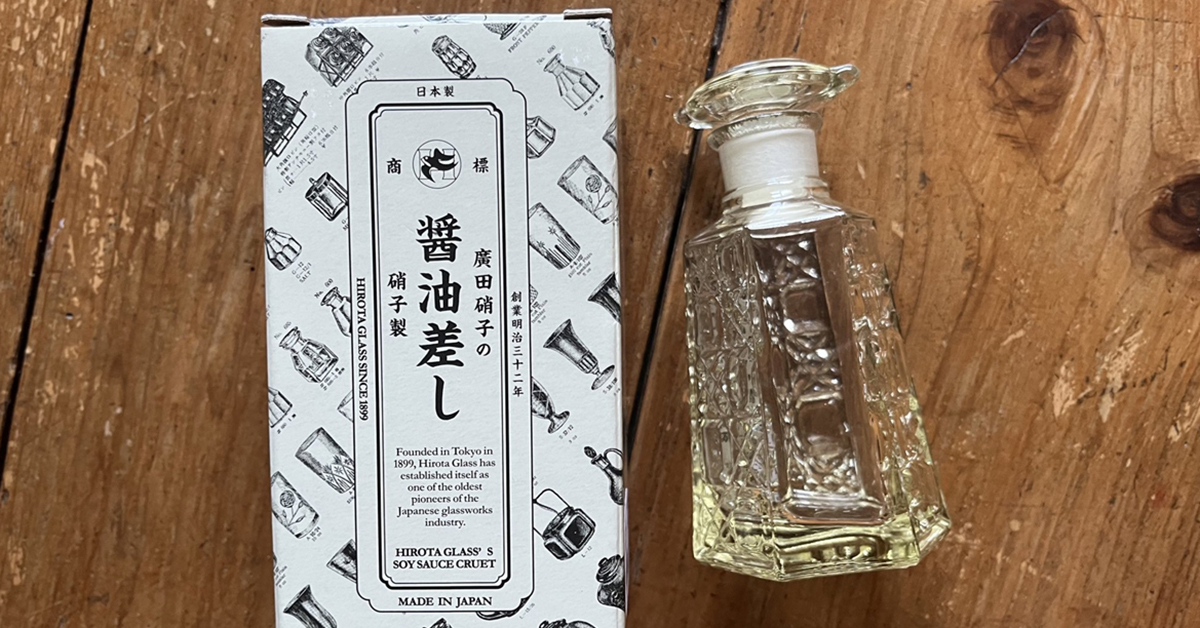 日本製
商
標
廣田硝子の
醤油差し
硝子製
創業明治三十二年
HIROTA GLASS SINCE 1899
Founded in Tokyo in
1899, Hirota Glass has
established itself as
one of the oldest
pioneers of the
Japanese glassworks
industry.
HIROTA GLASS' S
SOY SAUCE CRUET
MADE IN JAPAN
No. 600